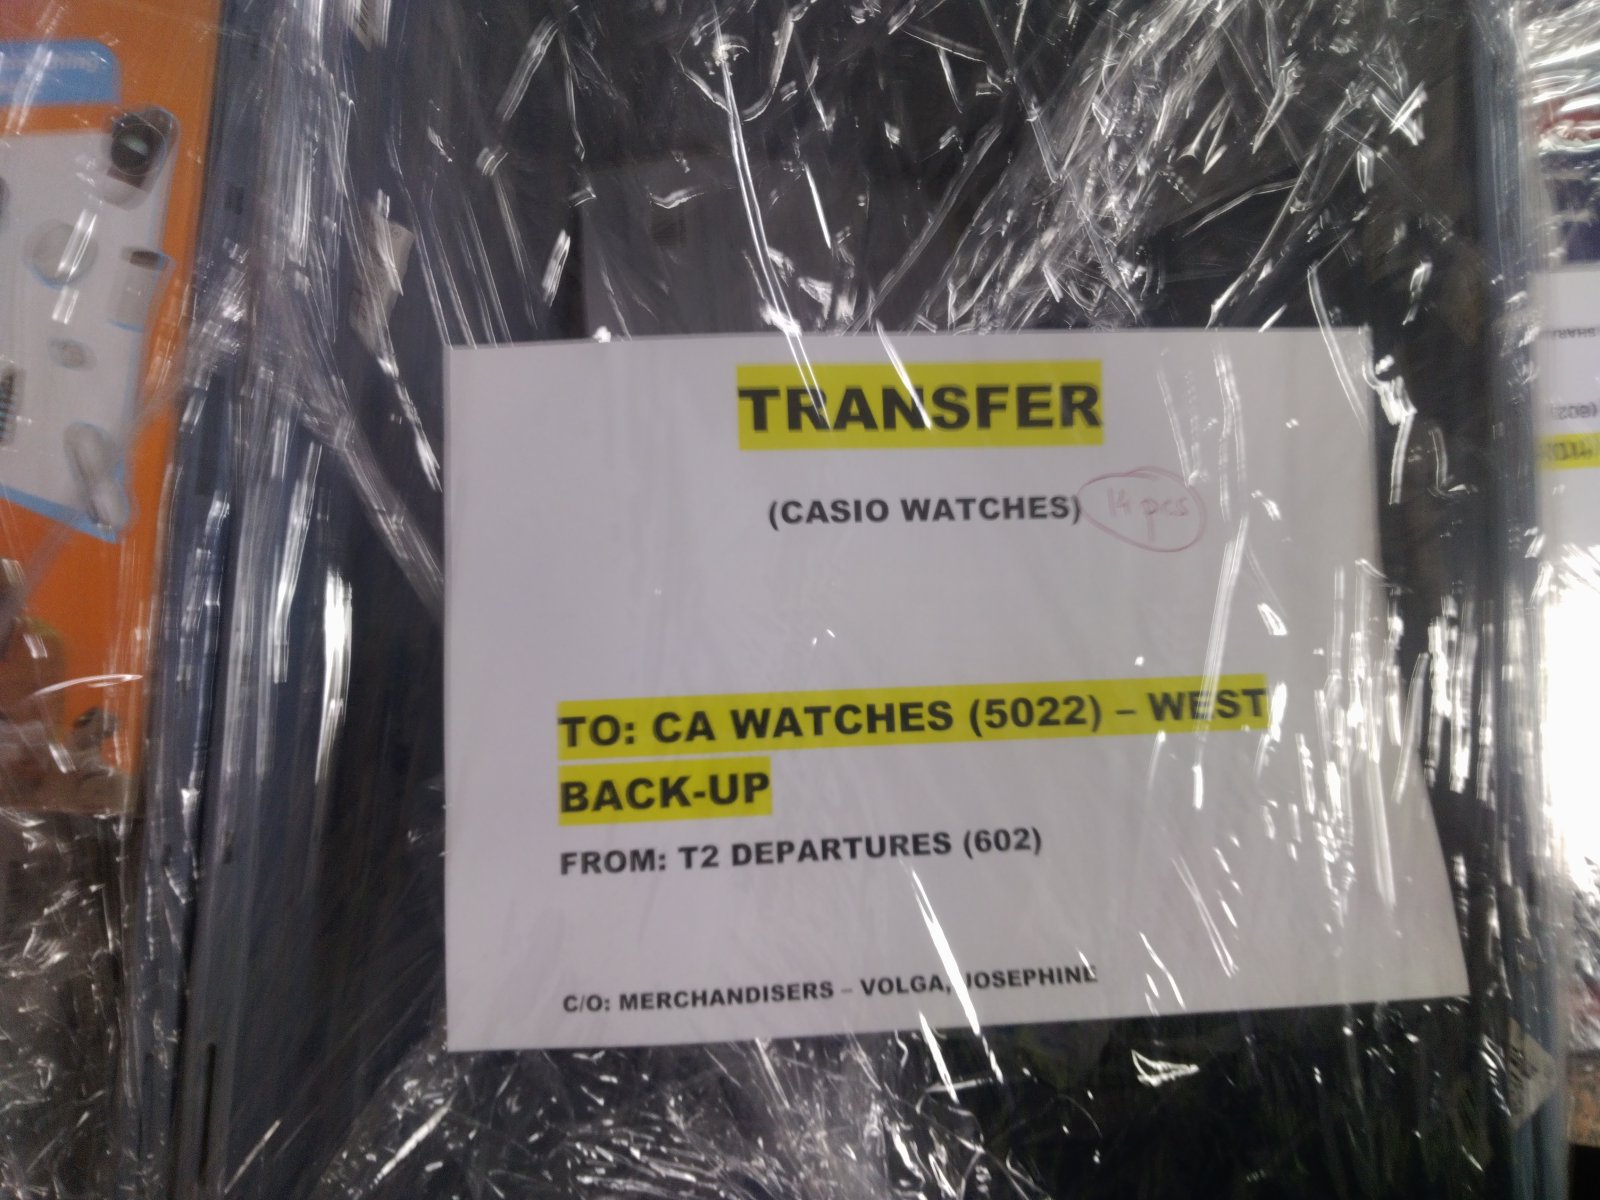 TRANSFER
(CASIO WATCHES) 14 pcs
TO: CA WATCHES (5022) – WEST
BACK-UP
FROM: T2 DEPARTURES (602)
C/O: MERCHANDISERS – VOLGA, JOSEPHINE